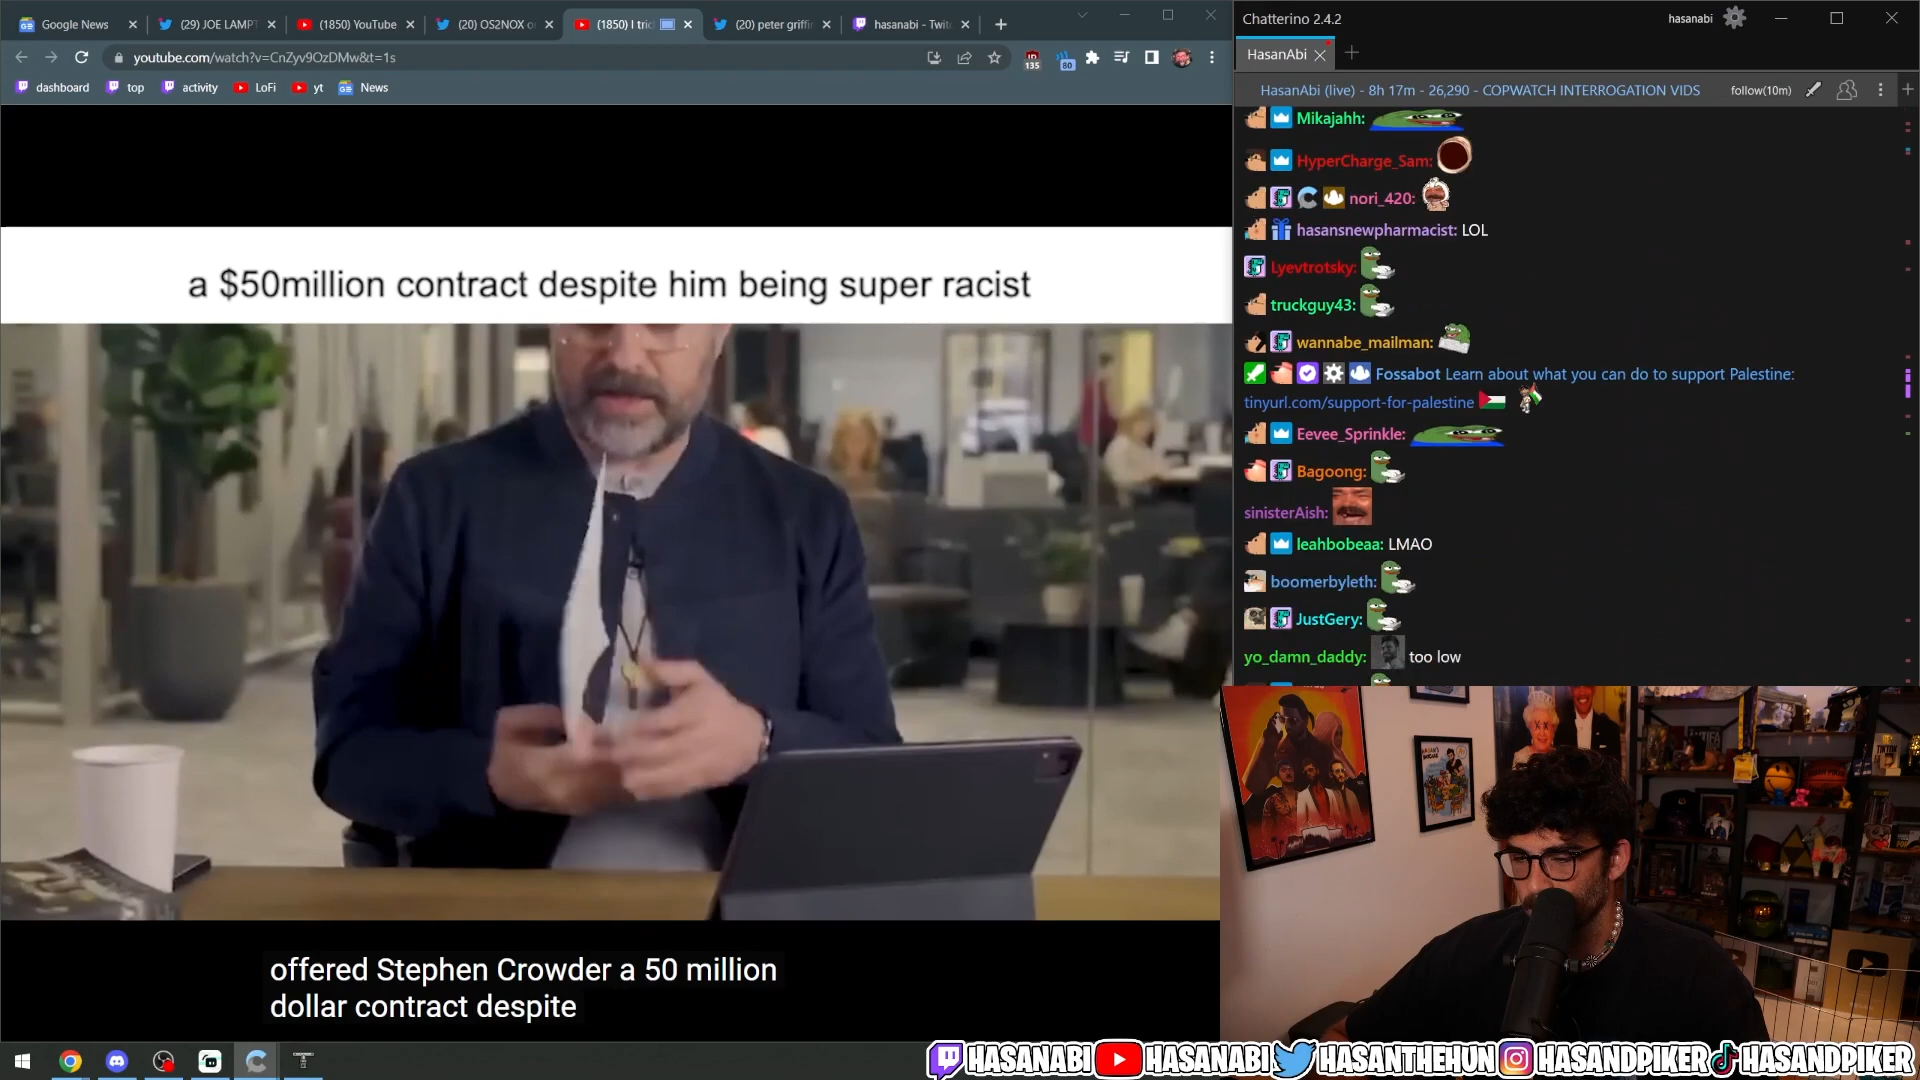 Google News
(29) JOE LAMPT
(1850) YouTube
(20) OS2NOX o
(1850) I tric
(20) peter griffi
hasanabi - Twit
youtube.com/watch?v=CnZyv9OzDMw&t=1s
135
80
dashboard
top
activity
LoFi
yt
News
a $50million contract despite him being super racist
offered Stephen Crowder a 50 million
dollar contract despite
Chatterino 2.4.2
hasanabi
HasanAbi
HasanAbi (live) - 8h 17m - 26,290 - COPWATCH INTERROGATION VIDS
follow(10m)
Mikajahh:
HyperCharge_Sam:
nori_420:
hasansnewpharmacist: LOL
Lyevtrotsky:
truckguy43:
wannabe_mailman:
Fossabot Learn about what you can do to support Palestine:
tinyurl.com/support-for-palestine
Eevee_Sprinkle:
Bagoong:
sinisterAish:
leahbobeaa: LMAO
boomerbyleth:
JustGery:
yo_damn_daddy: too low
HASANABI HASANABI HASANTHEHUN HASANDPIKER HASANDPIKER